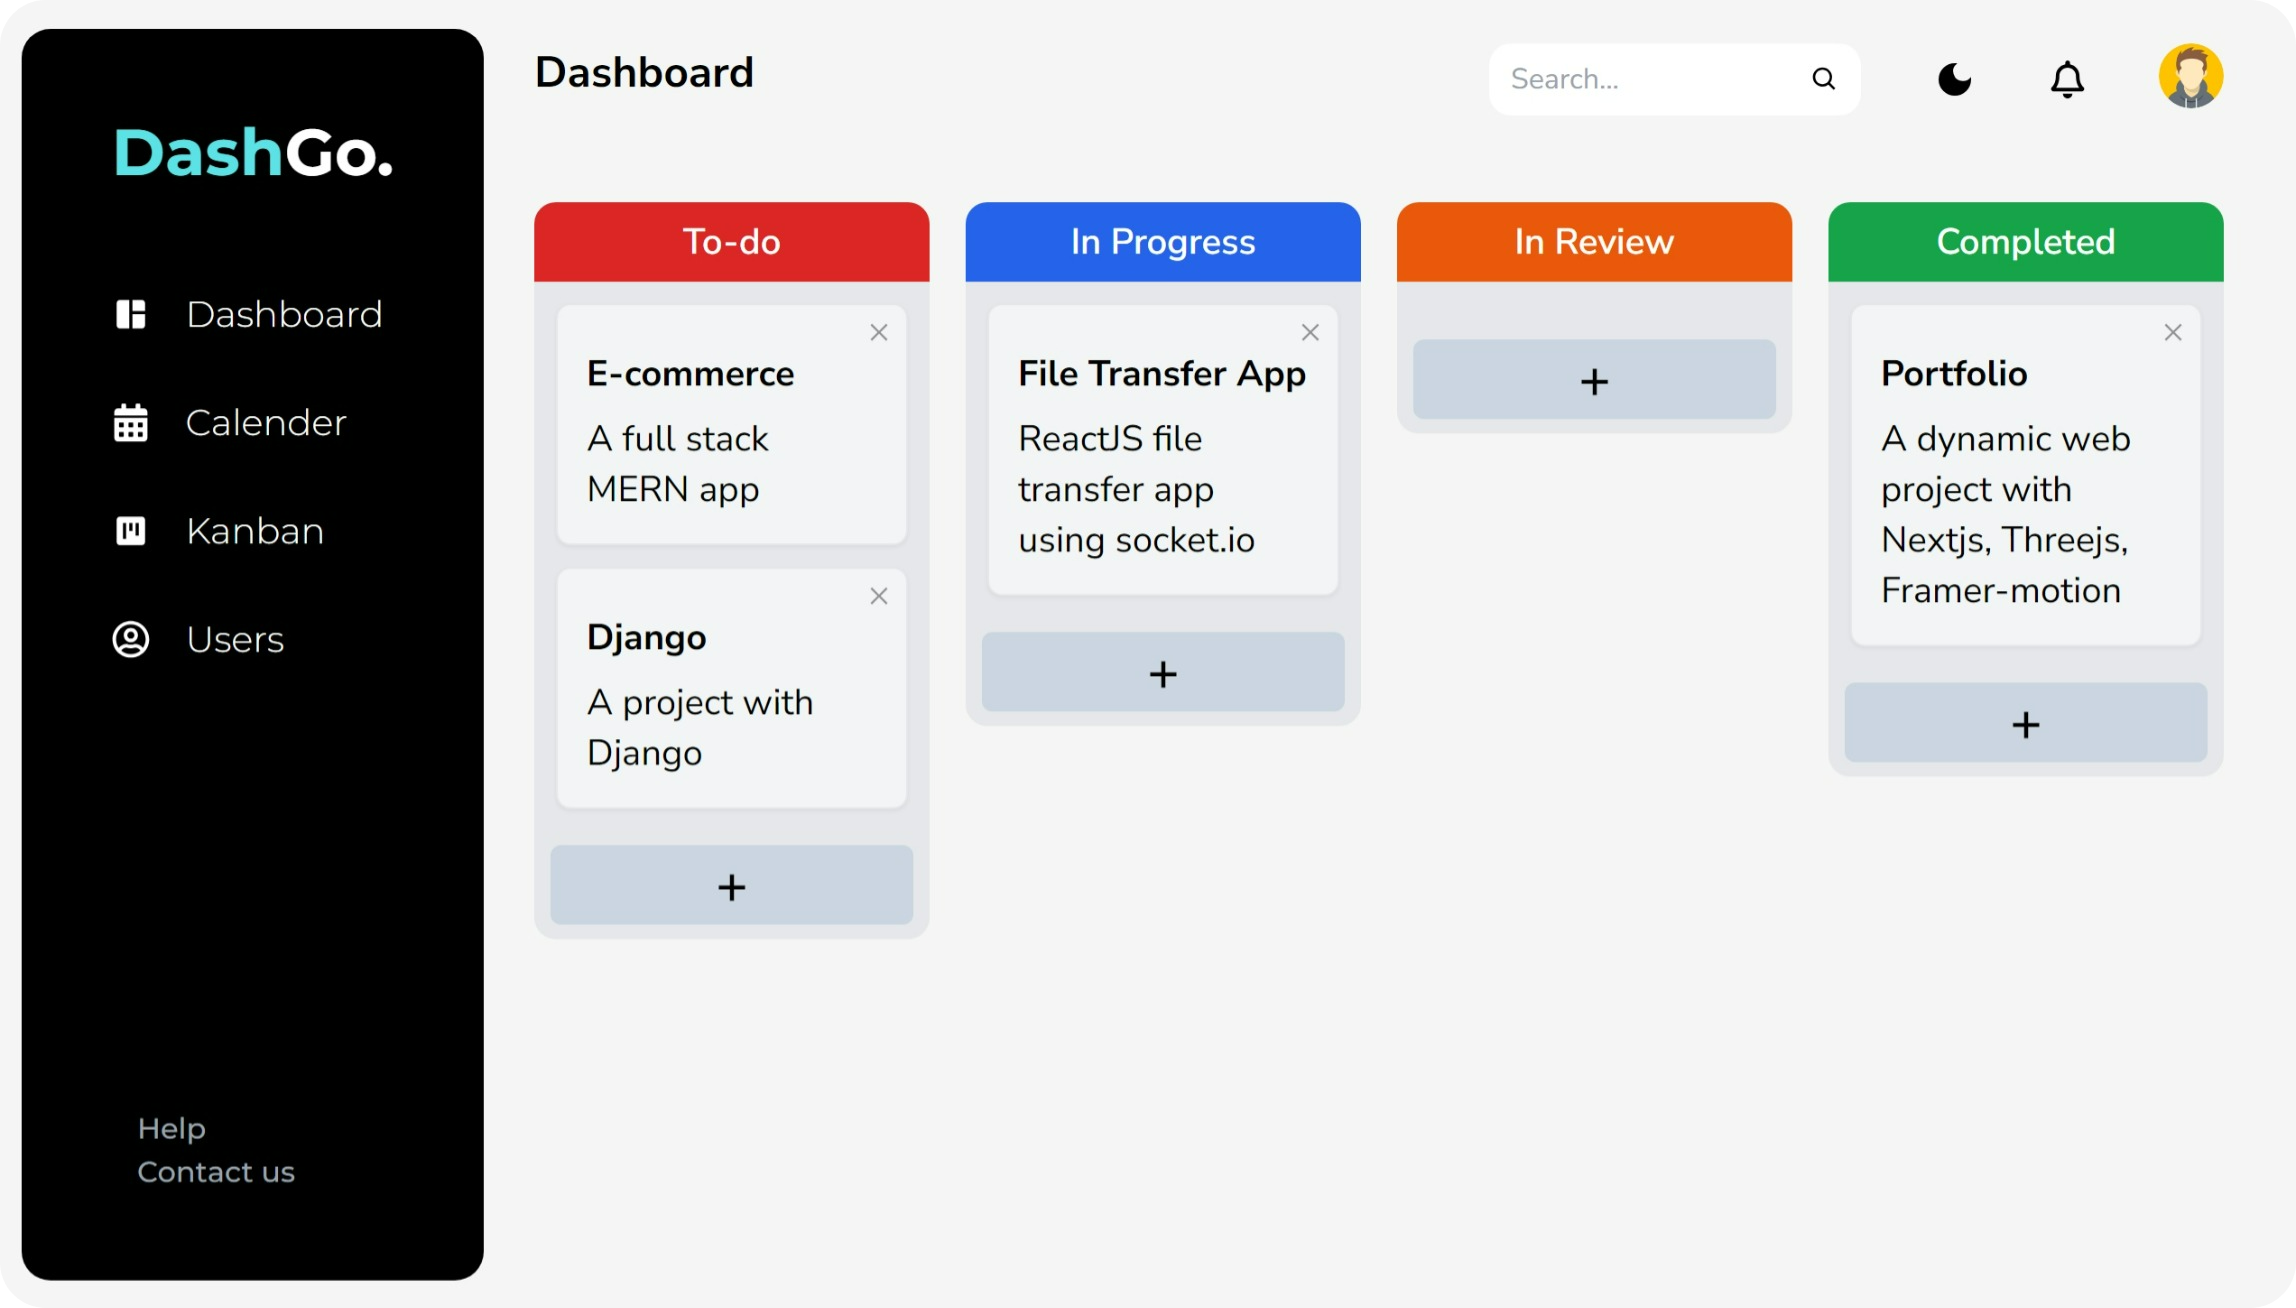 DashGo.
Dashboard
Calender
Kanban
Users
Help
Contact us
Dashboard
Search...
To-do
E-commerce
A full stack
MERN app
Django
A project with
Django
In Progress
File Transfer App
ReactJS file
transfer app
using socket.io
In Review
Completed
Portfolio
A dynamic web
project with
Nextjs, Threejs,
Framer-motion